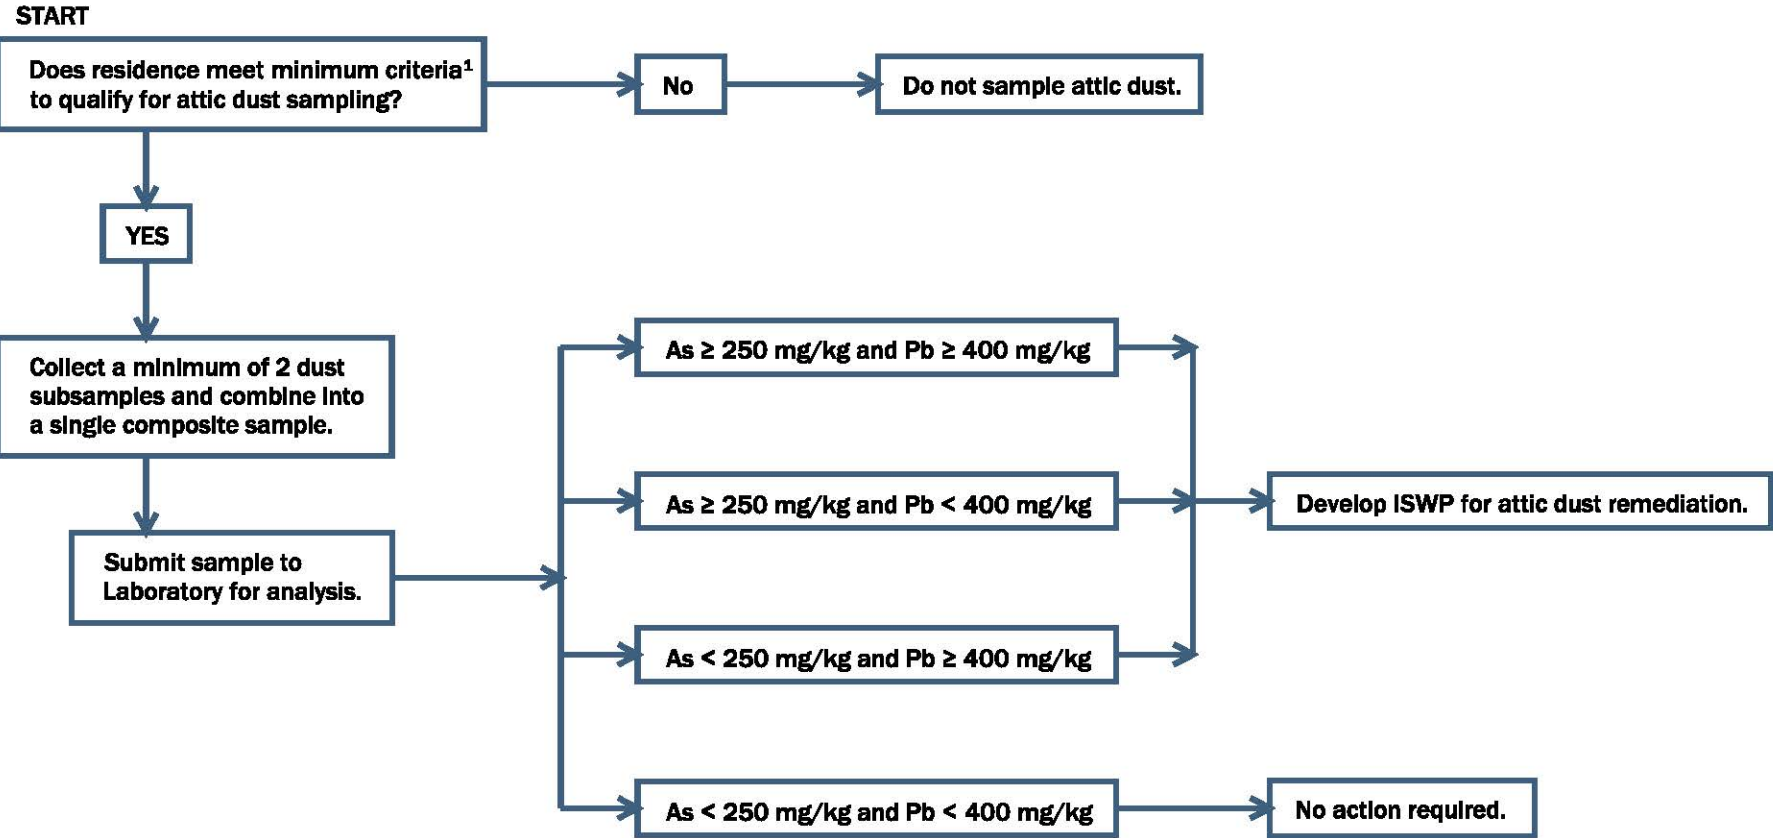 START
Does residence meet minimum criteria¹
to qualify for attic dust sampling?
No
Do not sample attic dust.
YES
Collect a minimum of 2 dust
subsamples and combine into
a single composite sample.
Submit sample to
Laboratory for analysis.
As ≥ 250 mg/kg and Pb ≥ 400 mg/kg
As ≥ 250 mg/kg and Pb < 400 mg/kg
As < 250 mg/kg and Pb ≥ 400 mg/kg
Develop ISWP for attic dust remediation.
As < 250 mg/kg and Pb < 400 mg/kg
No action required.